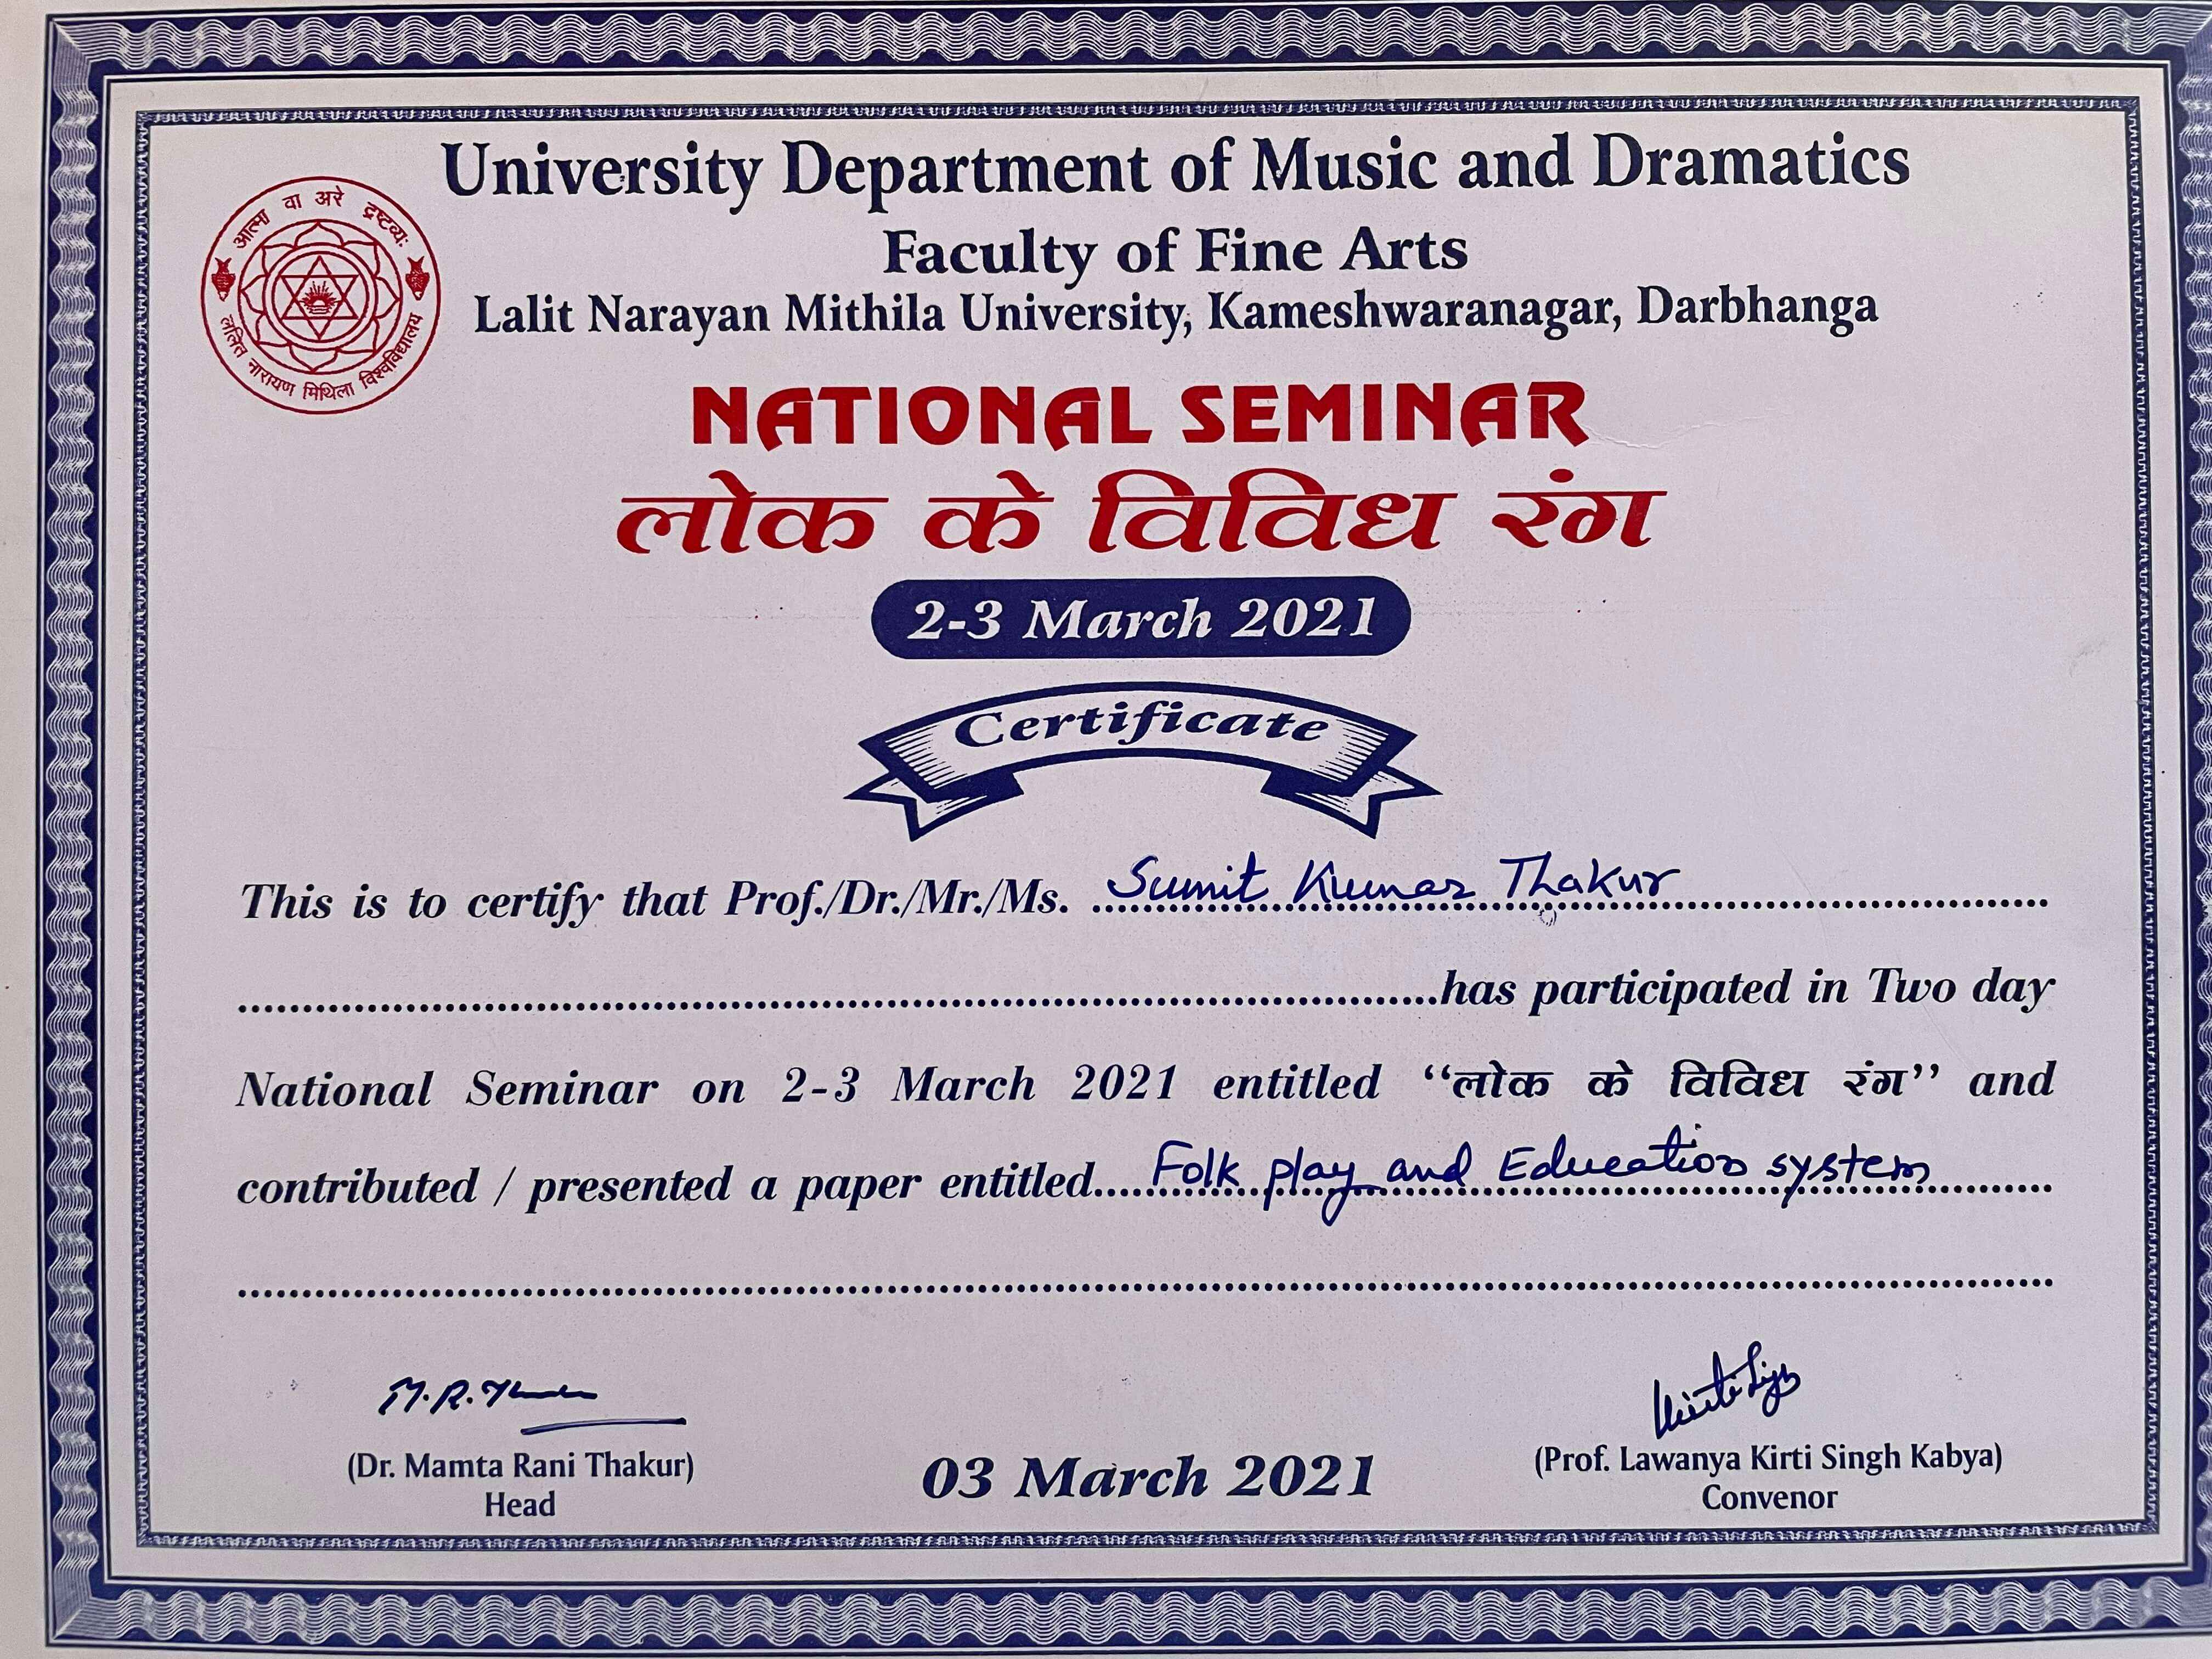 University Department of Music and Dramatics
Faculty of Fine Arts
Lalit Narayan Mithila University, Kameshwaranagar, Darbhanga
आत्मा वा अरे द्रष्टव्यः
ललित नारायण मिथिला विश्वविद्यालय
NATIONAL SEMINAR
लोक के विविध रंग
2-3 March 2021
Certificate
This is to certify that Prof./Dr./Mr./Ms. Sumit Kumar Thakur
has participated in Two day
National Seminar on 2-3 March 2021 entitled “लोक के विविध रंग” and
contributed / presented a paper entitled..... Folk play and Education system
M.R. Thakur
(Dr. Mamta Rani Thakur)
Head
03 March 2021
(Prof. Lawanya Kirti Singh Kabya)
Convenor